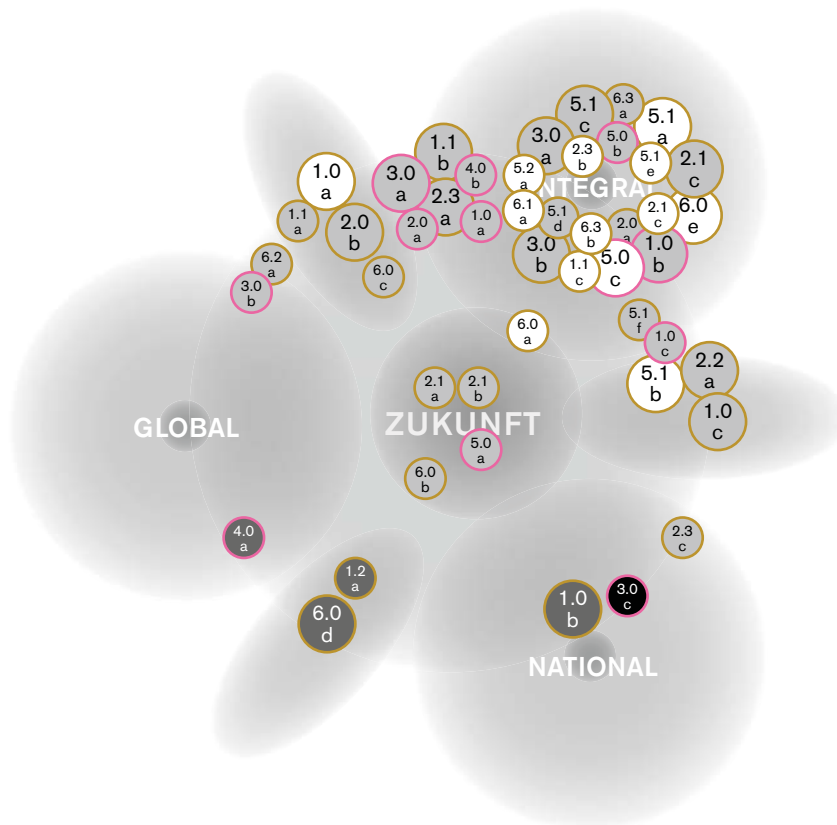 6.3
a
5.1
c
5.1
a
1.1
b
3.0
a
5.0
b
2.3
b
5.1
e
2.1
c
1.0
a
3.0
a
4.0
b
5.2
a
INTEGRAL
2.3
a
6.1
a
5.1
d
2.1
c
6.0
e
1.1
a
2.0
b
2.0
a
1.0
a
6.3
b
2.0
a
3.0
b
1.0
b
6.2
a
6.0
c
1.1
c
5.0
c
3.0
b
6.0
a
5.1
f
1.0
c
2.1
a
2.1
b
5.1
b
2.2
a
GLOBAL
ZUKUNFT
1.0
c
5.0
a
6.0
b
4.0
a
2.3
c
1.2
a
6.0
d
1.0
b
3.0
c
NATIONAL